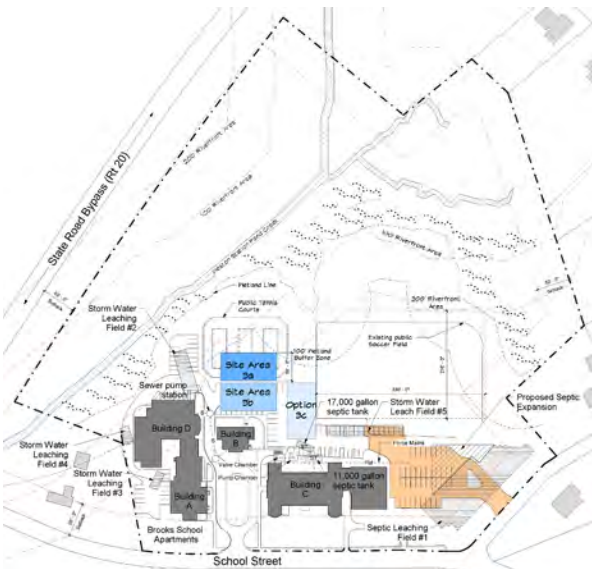 State Road Bypass (Rt 20)
200' Riverfront Area
100' Riverfront Area
100' Riverfront Area
200' Riverfront
Area
Wetland Line
Public Tennis
Courts
Storm Water
Leaching
Field #2
100' Wetland
Buffer Zone
Existing public
Soccer Field
Site Area
3a
Site Area
3b
Option
3c
Sewer pump
station
17,000 gallon
septic tank
Storm Water
Leach Field #5
Proposed Septic
Expansion
Building D
Building
B
Force Mains
Storm Water
Leaching
Field #4
Storm Water
Leaching
Field #3
Valve Chamber
Pump Chamber
Building
C
11,000 gallon
septic tank
Building
A
Brooks School
Apartments
Septic Leaching
Field #1
School Street